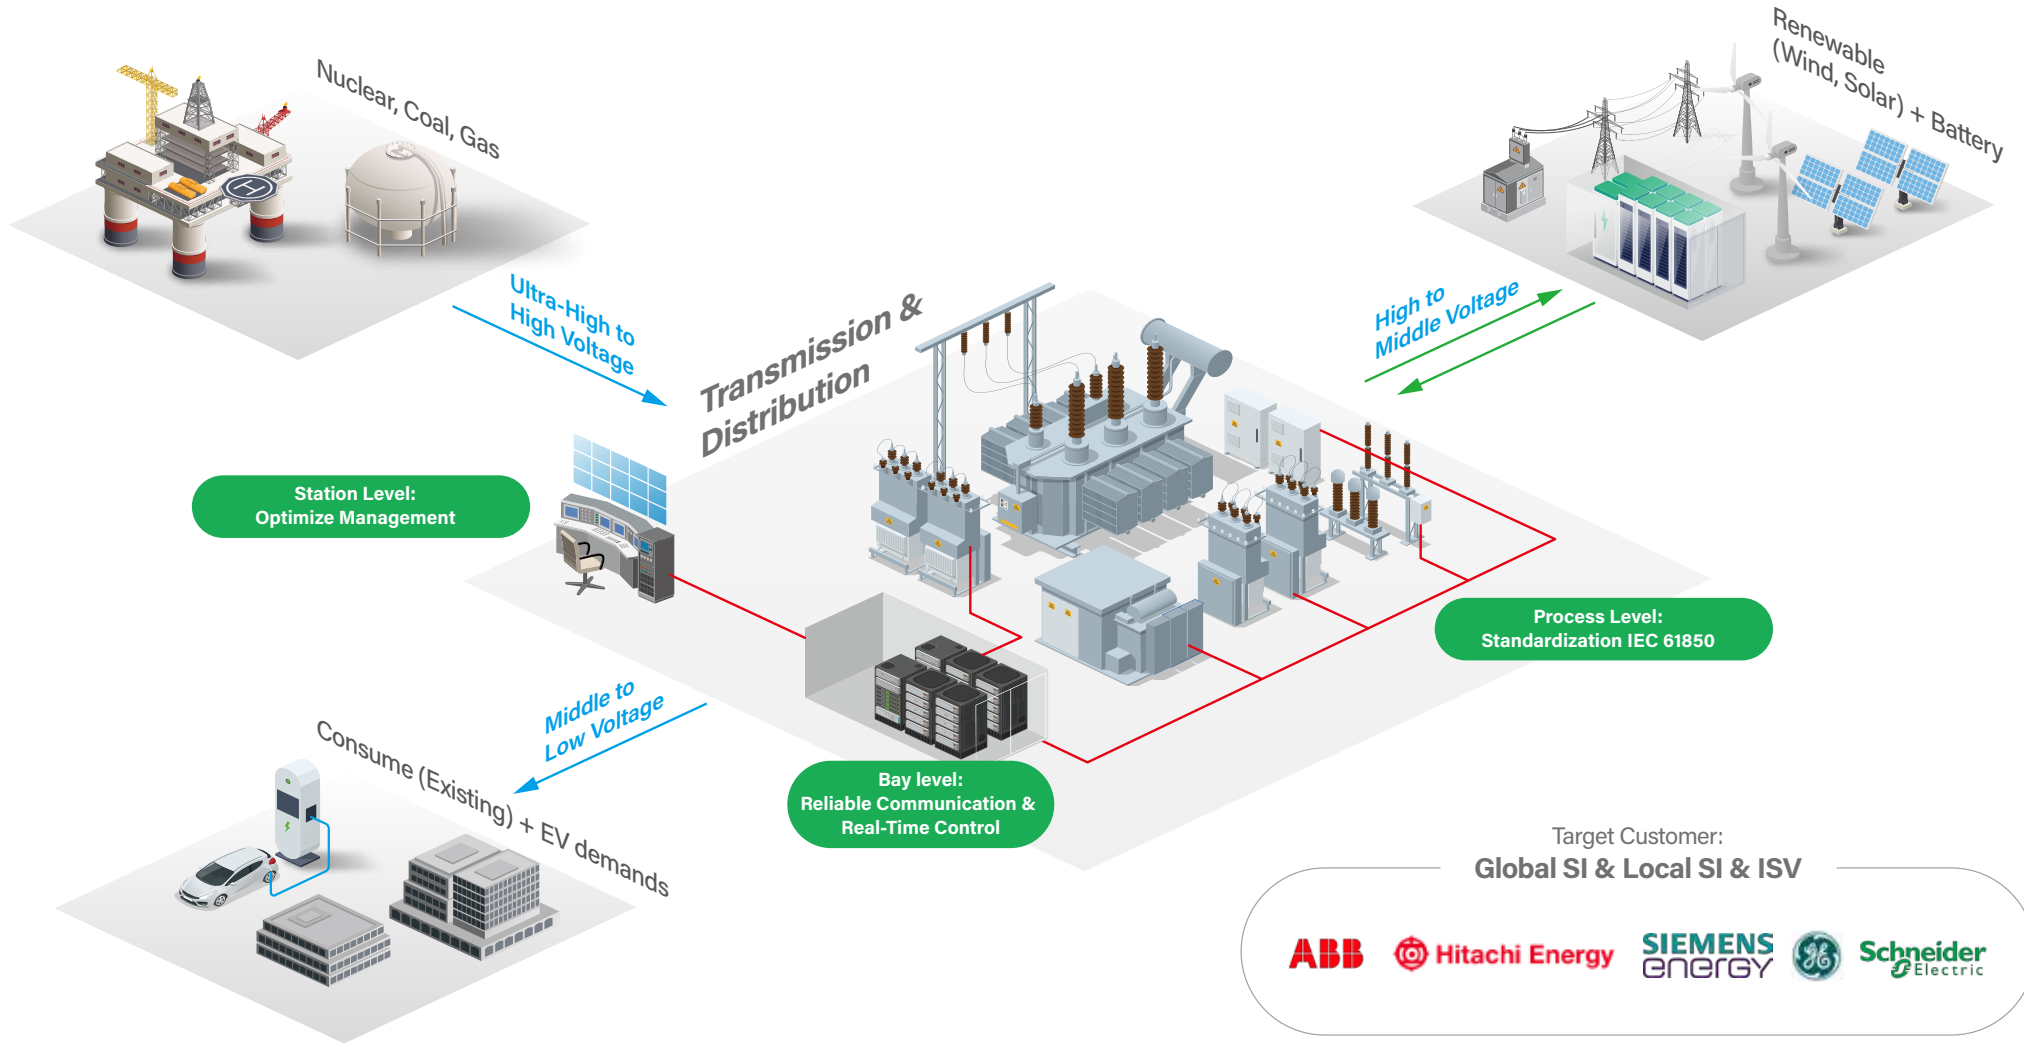 Nuclear, Coal, Gas
Renewable
(Wind, Solar) + Battery
Ultra-High to
High Voltage
Transmission &
Distribution
High to
Middle Voltage
Station Level:
Optimize Management
Process Level:
Standardization IEC 61850
Middle to
Low Voltage
Consume (Existing) + EV demands
Bay level:
Reliable Communication &
Real-Time Control
Target Customer:
Global SI & Local SI & ISV
ABB
Hitachi Energy
SIEMENS
energy
GE
Schneider
Electric